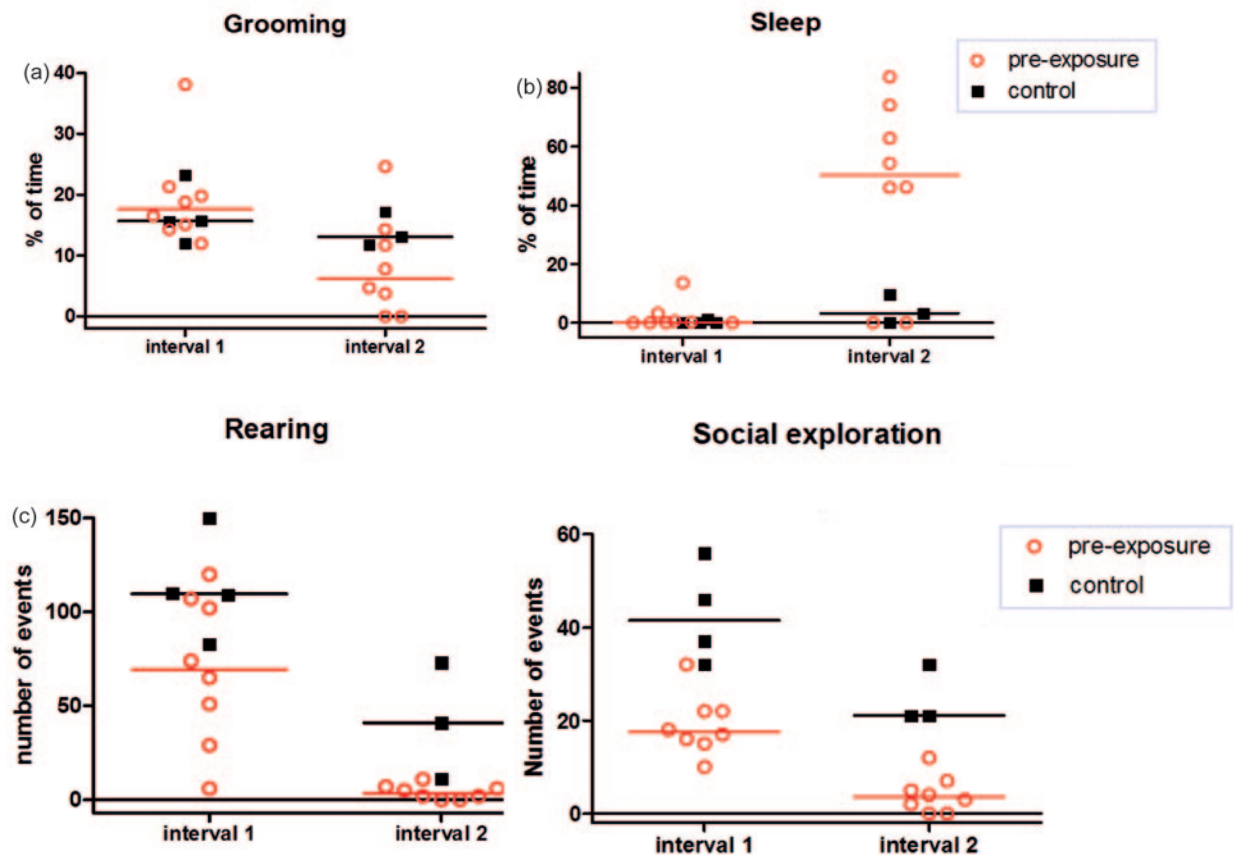 Grooming
Sleep
(a)
% of time
40
30
20
10
0
interval 1
interval 2
(b)
% of time
80
60
40
20
0
interval 1
interval 2
pre-exposure
control
Rearing
Social exploration
(c)
number of events
150
100
50
0
interval 1
interval 2
Number of events
60
40
20
0
interval 1
interval 2
pre-exposure
control